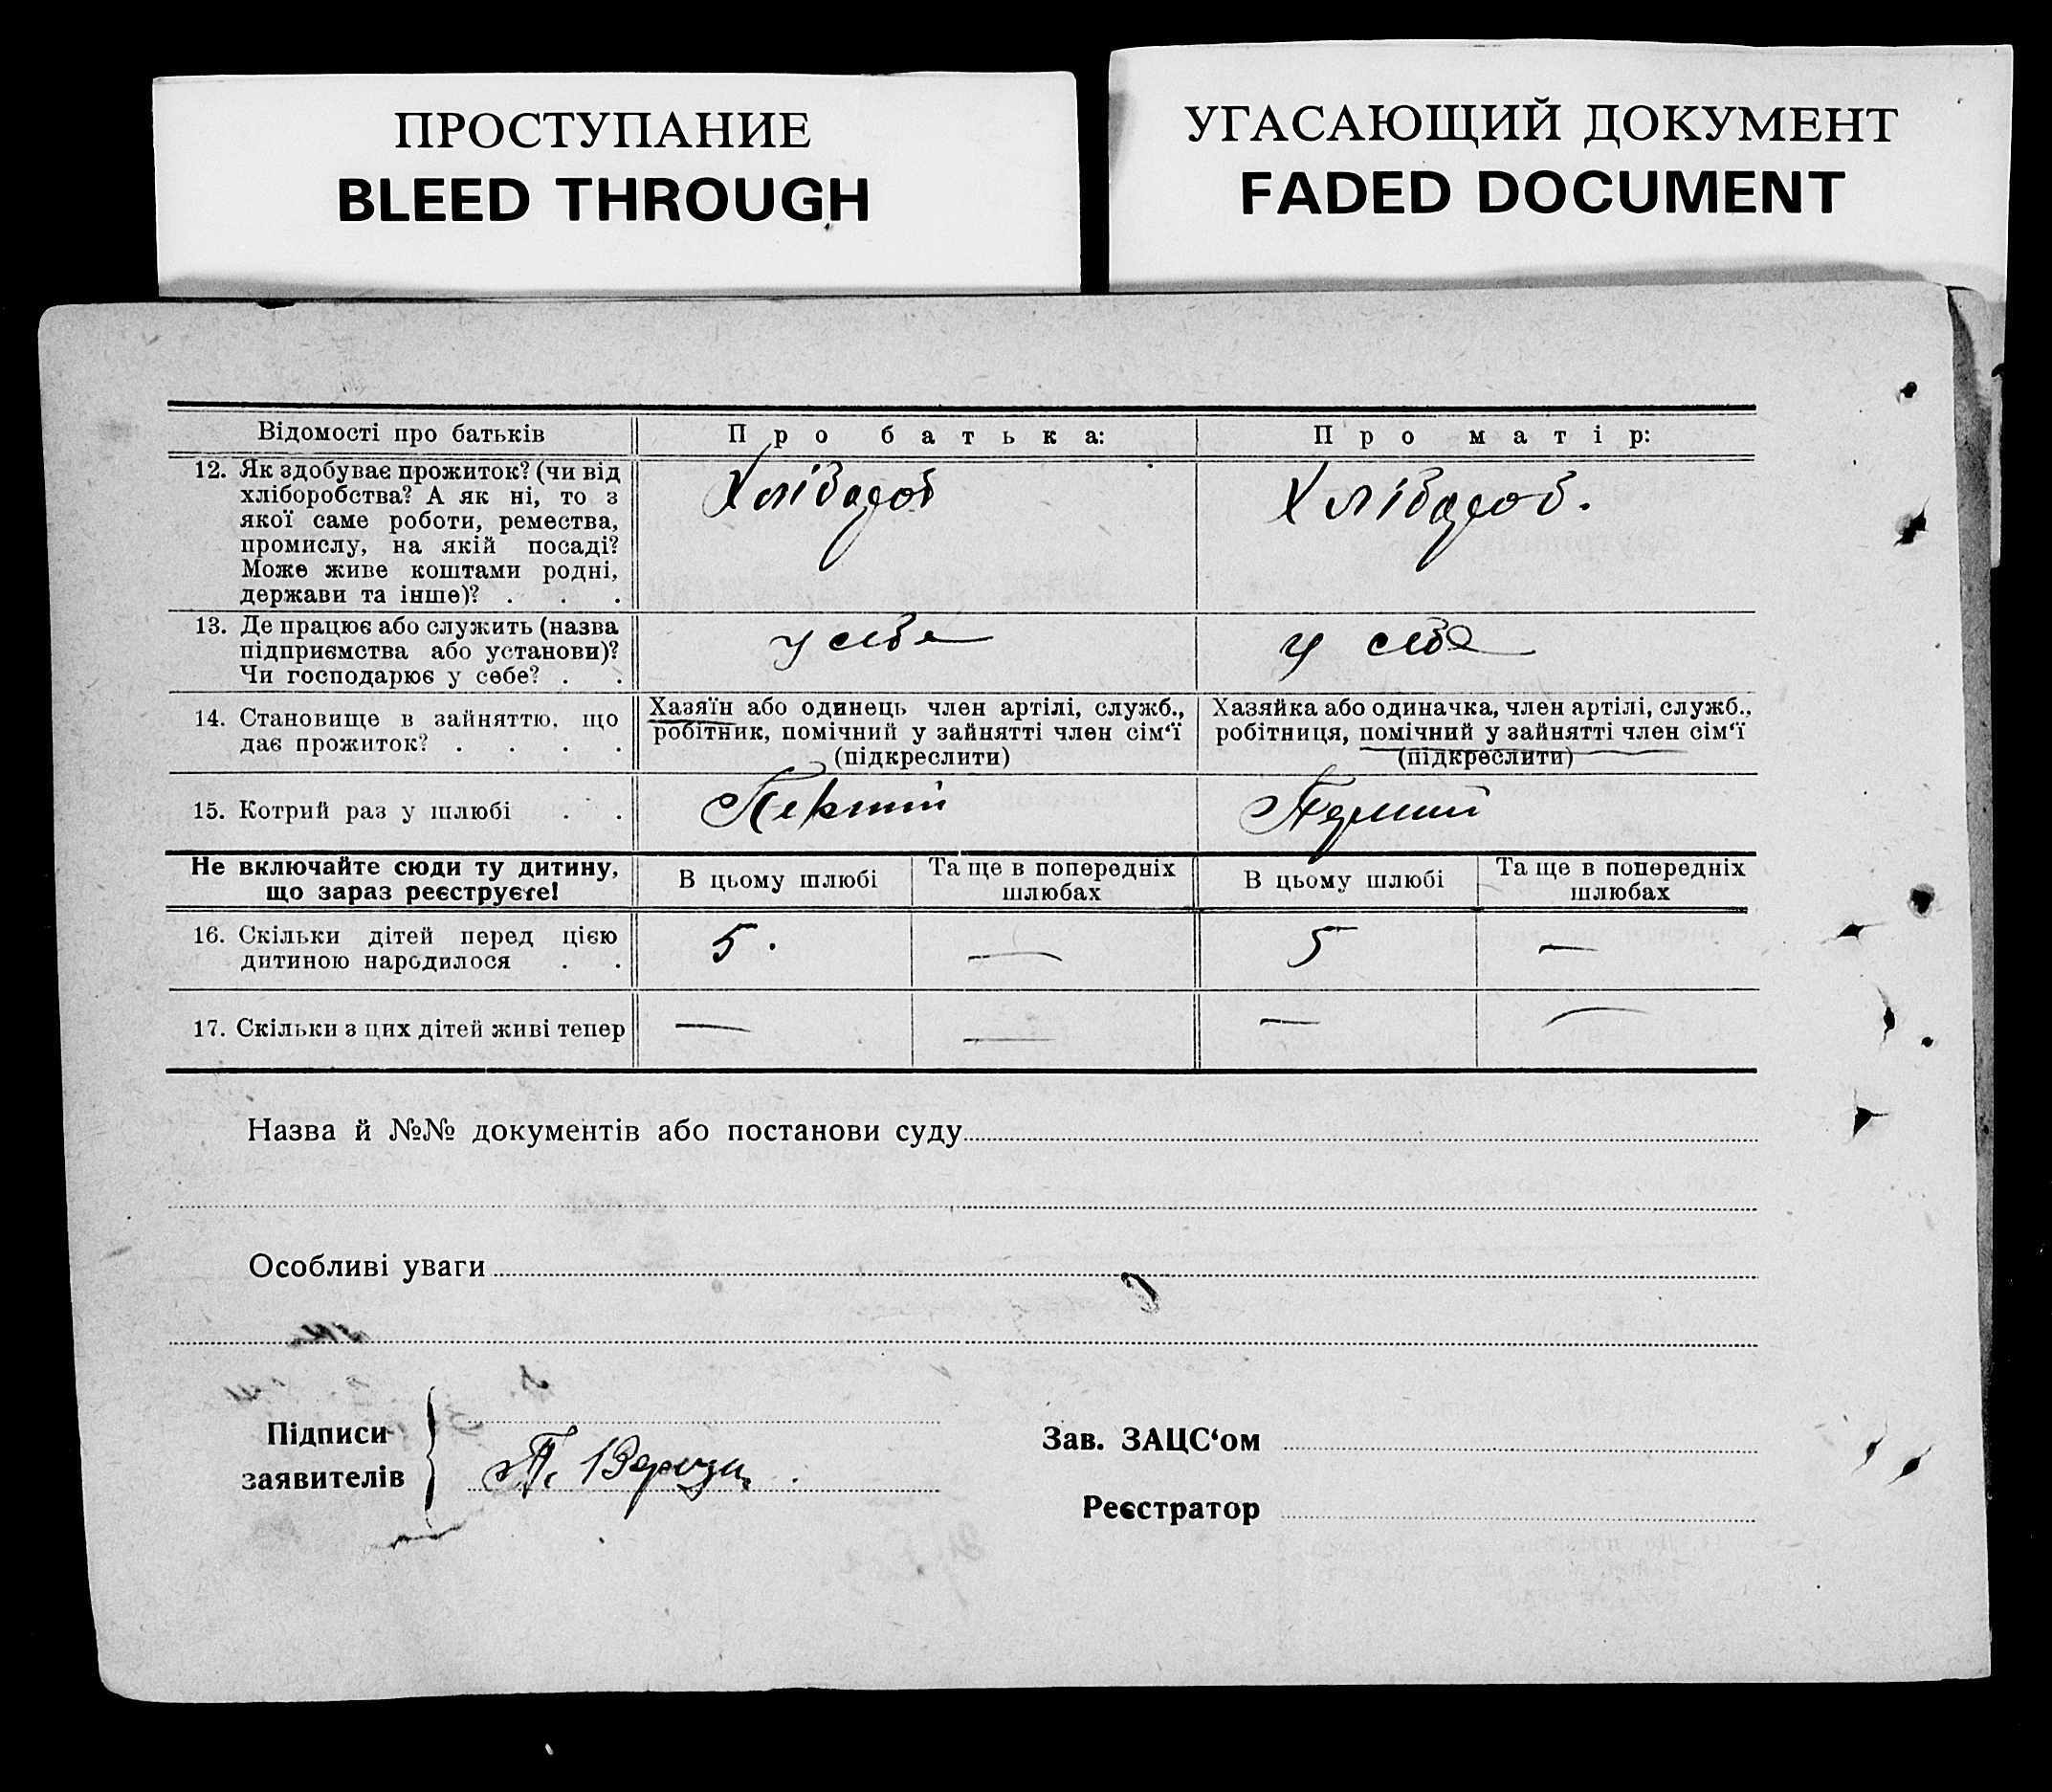 ПРОСТУПАНИЕ
BLEED THROUGH
УГАСАЮЩИЙ ДОКУМЕНТ
FADED DOCUMENT
Відомості про батьків
Про батька:
Про матір:
12. Як здобуває прожиток? (чи від
хліборобства? А як ні, то з
якої саме роботи, ремества,
промислу, на якій посаді?
Може живе коштами родні,
держави та інше)? . . .
Хлібороб
Хлібороб.
13. Де працює або служить (назва
підприємства або установи)?
Чи господарює у себе? . .
у себе
у себе
14. Становище в зайняттю, що
дає прожиток? . . . .
Хазяїн або одинець член артілі, служб.,
робітник, помічний у зайнятті член сім‘ї
(підкреслити)
Хазяйка або одиначка, член артілі, служб.,
робітниця, помічний у зайнятті член сім‘ї
(підкреслити)
15. Котрий раз у шлюбі . .
Перший
Перший
Не включайте сюди ту дитину,
що зараз реєструєте!
В цьому шлюбі
Та ще в попередніх
шлюбах
В цьому шлюбі
Та ще в попередніх
шлюбах
16. Скільки дітей перед цією
дитиною народилося . .
5. — 5 —
17. Скільки з цих дітей живі тепер
— — — —
Назва й №№ документів або постанови суду
Особливі уваги
Підписи
заявителів
П.
Зав. ЗАЦС‘ом
Реєстратор